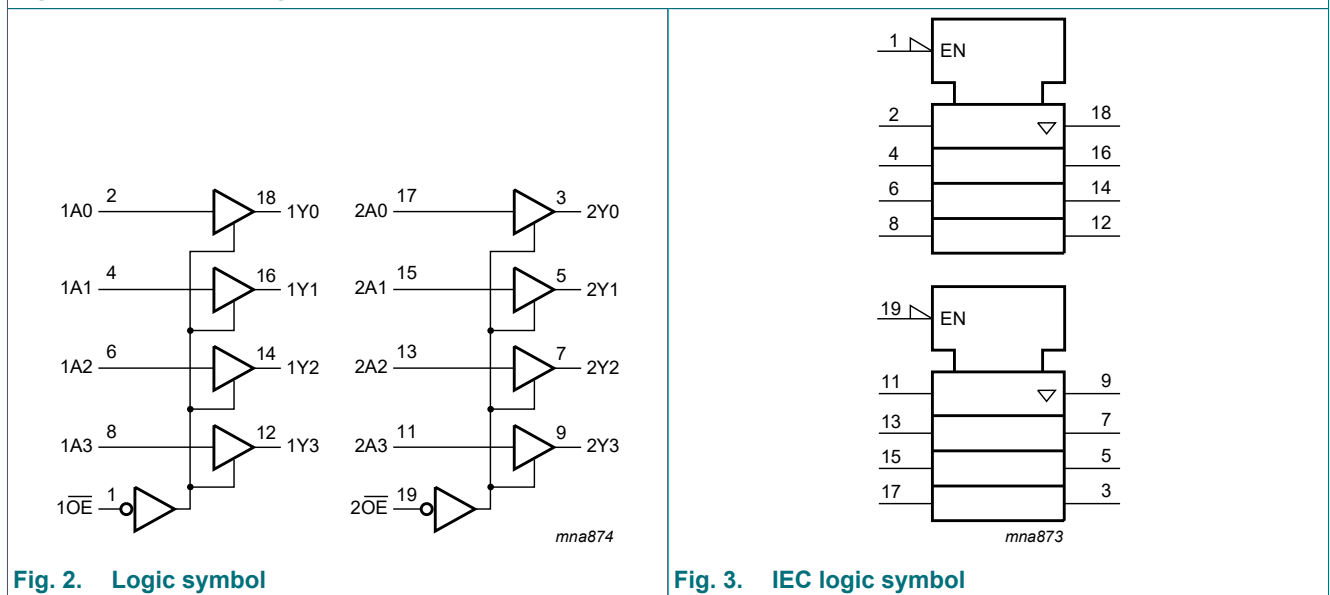 1A0 2 18 1Y0
1A1 4 16 1Y1
1A2 6 14 1Y2
1A3 8 12 1Y3
1O̅E̅ 1
2A0 17 3 2Y0
2A1 15 5 2Y1
2A2 13 7 2Y2
2A3 11 9 2Y3
2O̅E̅ 19
mna874
Fig. 2. Logic symbol
1 EN
2 18
4 16
6 14
8 12
19 EN
11 9
13 7
15 5
17 3
mna873
Fig. 3. IEC logic symbol